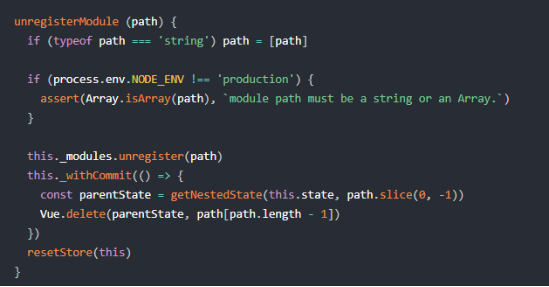 unregisterModule (path) {
  if (typeof path === 'string') path = [path]

  if (process.env.NODE_ENV !== 'production') {
    assert(Array.isArray(path), `module path must be a string or an Array.`)
  }

  this._modules.unregister(path)
  this._withCommit(() => {
    const parentState = getNestedState(this.state, path.slice(0, -1))
    Vue.delete(parentState, path[path.length - 1])
  })
  resetStore(this)
}